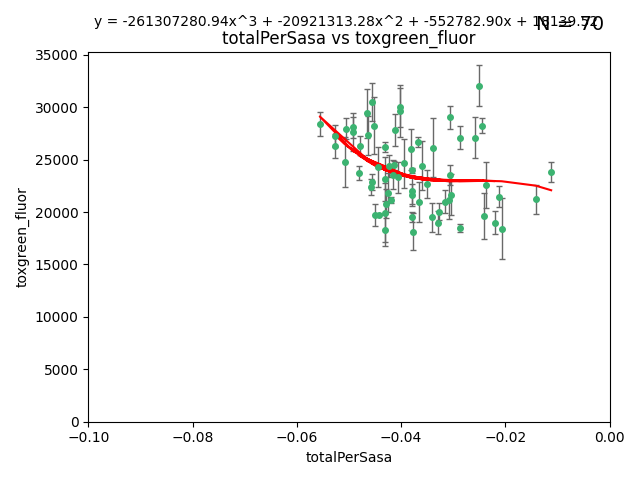 y = -261307280.94x^3 + -20921313.28x^2 + -552782.90x +
N = 70
totalPerSasa vs toxgreen_fluor
35000
30000
25000
20000
15000
10000
5000
0
toxgreen_fluor
−0.10
−0.08
−0.06
−0.04
−0.02
0.00
totalPerSasa